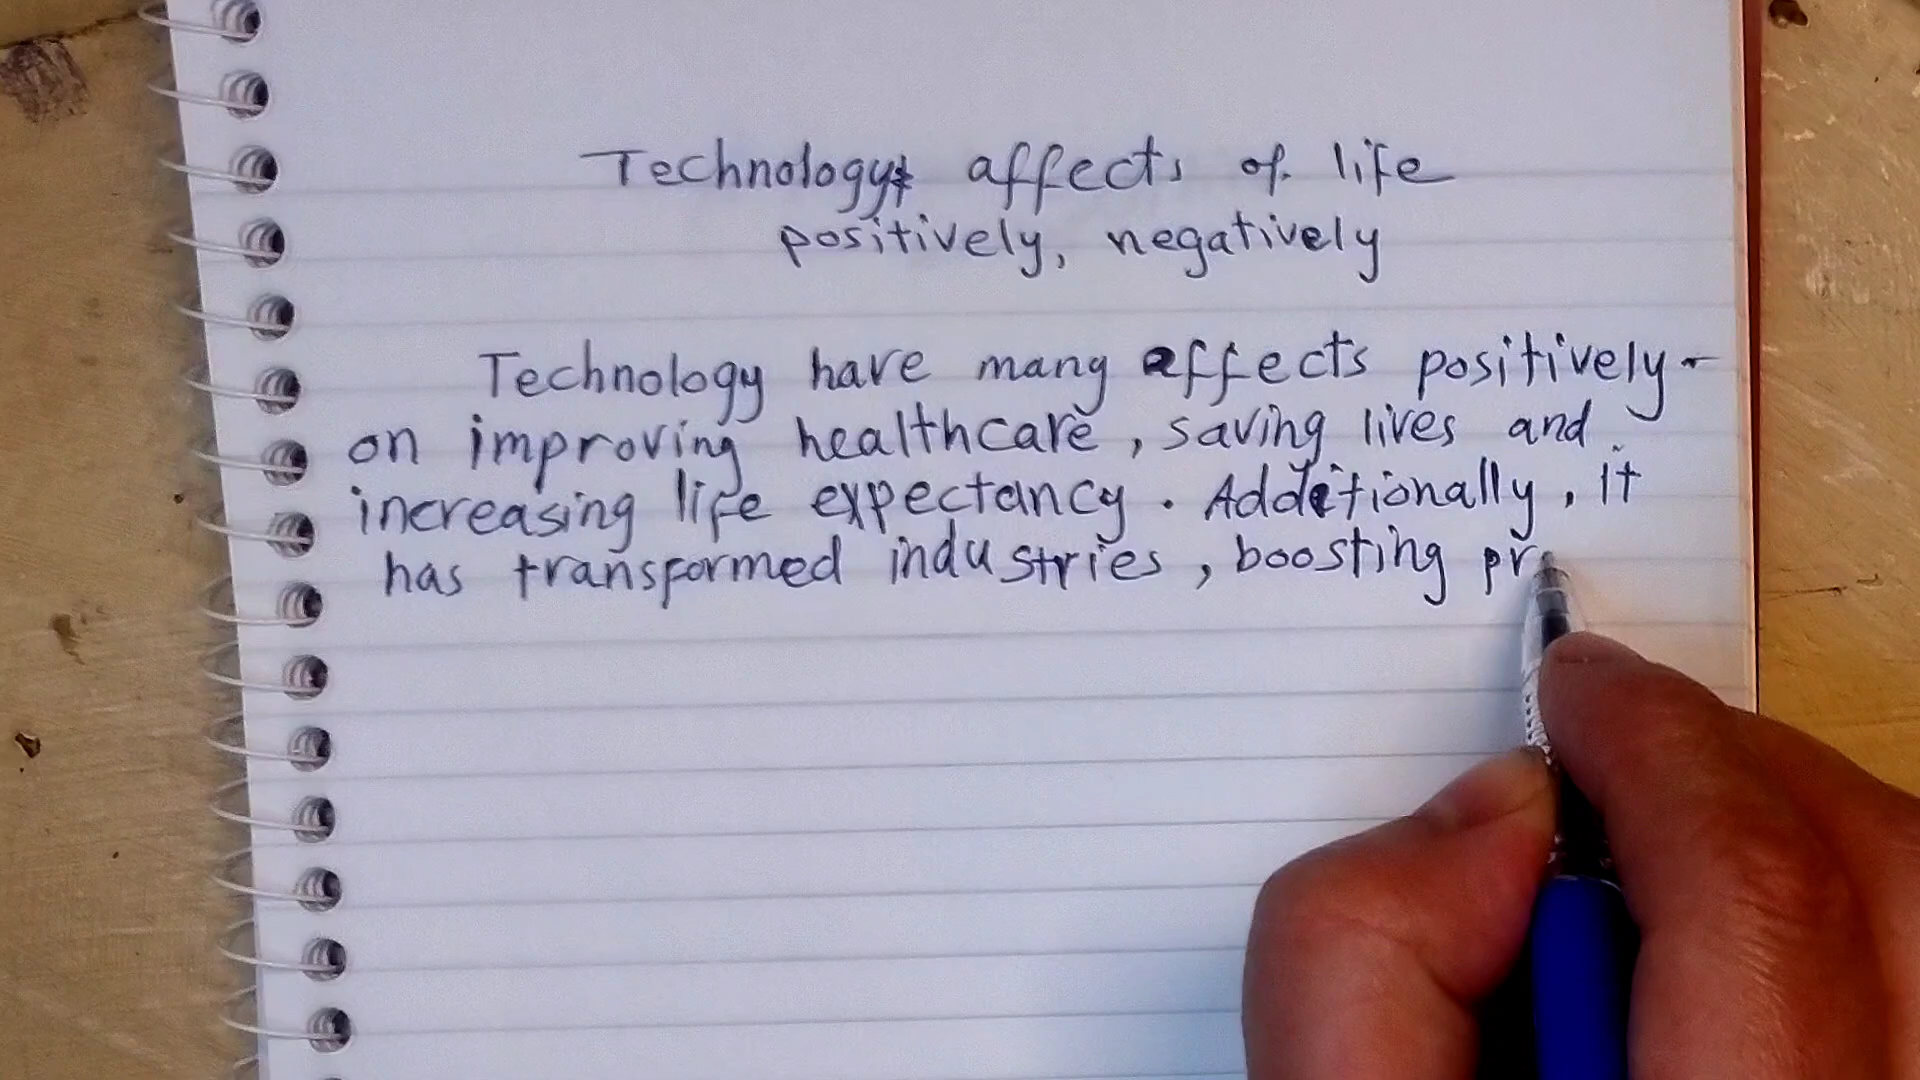 Technology affects of life
positively, negatively
Technology have many affects positively
on improving healthcare, saving lives and
increasing life expectancy. Additionally, it
has transformed industries, boosting pr